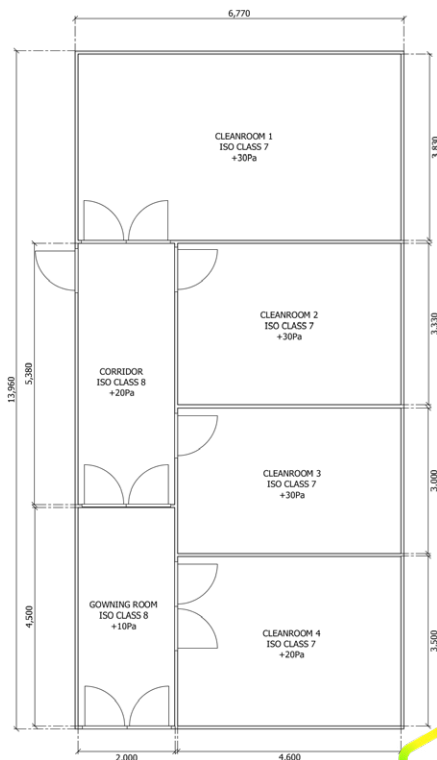 6,770
CLEANROOM 1
ISO CLASS 7
+30Pa
3,830
CLEANROOM 2
ISO CLASS 7
+30Pa
3,330
CORRIDOR
ISO CLASS 8
+20Pa
5,380
13,960
CLEANROOM 3
ISO CLASS 7
+30Pa
3,000
GOWNING ROOM
ISO CLASS 8
+10Pa
4,500
CLEANROOM 4
ISO CLASS 7
+20Pa
3,500
2,000
4,600